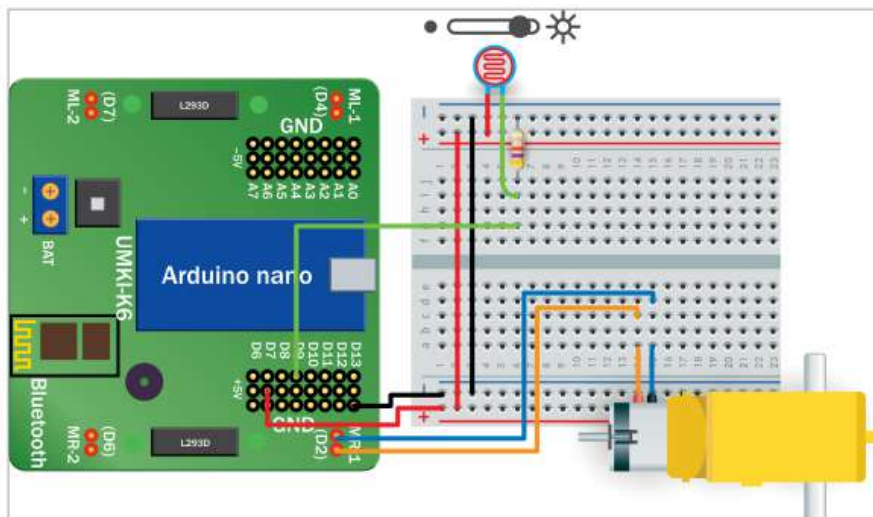 ML-2
(D7)
L293D
(D4)
ML-1
GND
~5V
A7
A6
A5
A4
A3
A2
A1
A0
-
+
BAT
UMKI-K6
Arduino nano
Bluetooth
D6
D7
D8
D9
D10
D11
D12
D13
+5V
GND
MR-2
(D6)
L293D
(D2)
MR-1
-
+
-
+